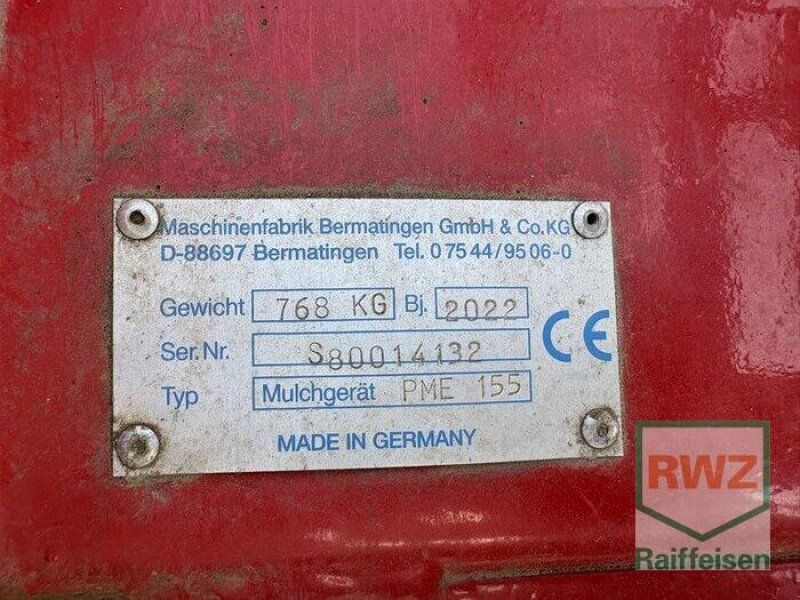 Maschinenfabrik Bermatingen GmbH & Co.KG
D-88697 Bermatingen Tel. 0 75 44/95 06-0
Gewicht 768 KG Bj. 2022
Ser.Nr. S80014132
Typ Mulchgerät PME 155
CE
MADE IN GERMANY
RWZ
Raiffeisen